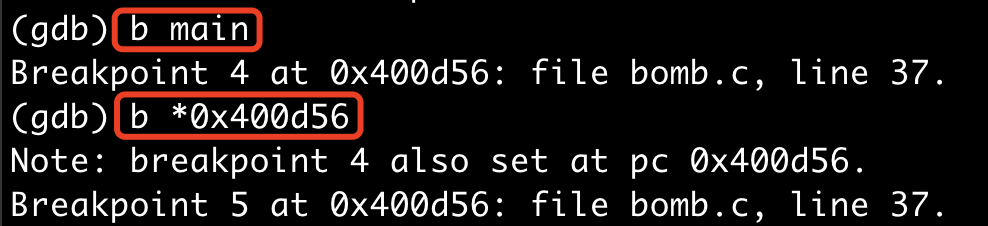 (gdb) b main
Breakpoint 4 at 0x400d56: file bomb.c, line 37.
(gdb) b *0x400d56
Note: breakpoint 4 also set at pc 0x400d56.
Breakpoint 5 at 0x400d56: file bomb.c, line 37.